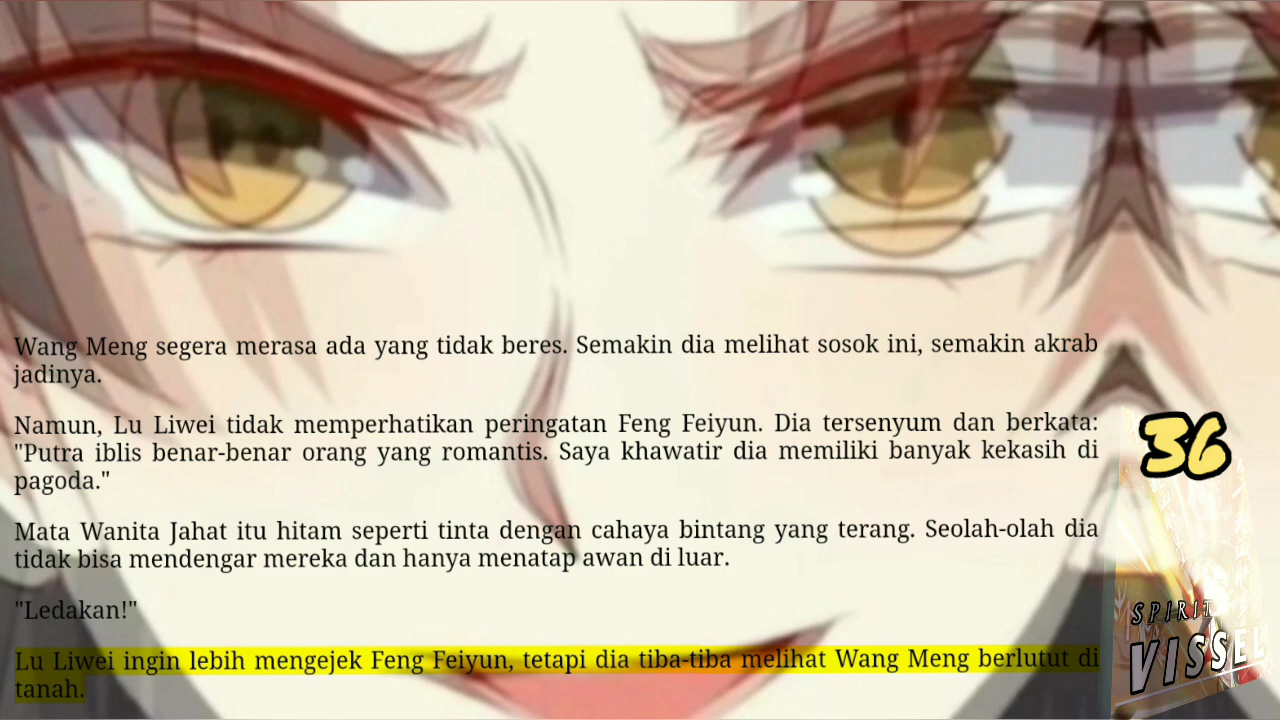 Wang Meng segera merasa ada yang tidak beres. Semakin dia melihat sosok ini, semakin akrab
jadinya.
Namun, Lu Liwei tidak memperhatikan peringatan Feng Feiyun. Dia tersenyum dan berkata:
"Putra iblis benar-benar orang yang romantis. Saya khawatir dia memiliki banyak kekasih di
pagoda."
Mata Wanita Jahat itu hitam seperti tinta dengan cahaya bintang yang terang. Seolah-olah dia
tidak bisa mendengar mereka dan hanya menatap awan di luar.
"Ledakan!"
Lu Liwei ingin lebih mengejek Feng Feiyun, tetapi dia tiba-tiba melihat Wang Meng berlutut di
tanah.
36
SPIRIT
VISSEL